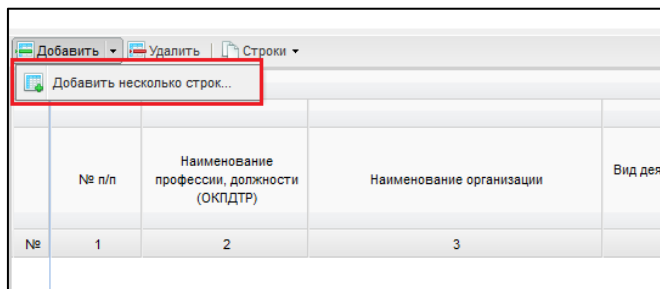 Добавить Удалить Строки
Добавить несколько строк...
№ п/п
Наименование
профессии, должности
(ОКПДТР)
Наименование организации
Вид дея
№ 1 2 3